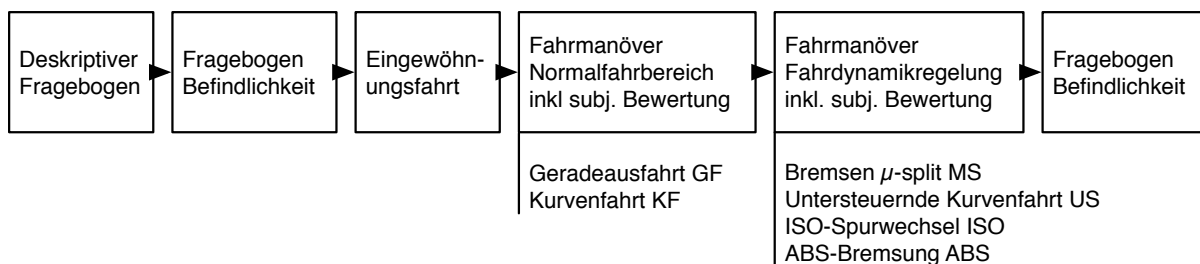 Deskriptiver
Fragebogen
Fragebogen
Befindlichkeit
Eingewöhn-
ungsfahrt
Fahrmanöver
Normalfahrbereich
inkl subj. Bewertung
Geradeausfahrt GF
Kurvenfahrt KF
Fahrmanöver
Fahrdynamikregelung
inkl. subj. Bewertung
Bremsen µ-split MS
Untersteuernde Kurvenfahrt US
ISO-Spurwechsel ISO
ABS-Bremsung ABS
Fragebogen
Befindlichkeit